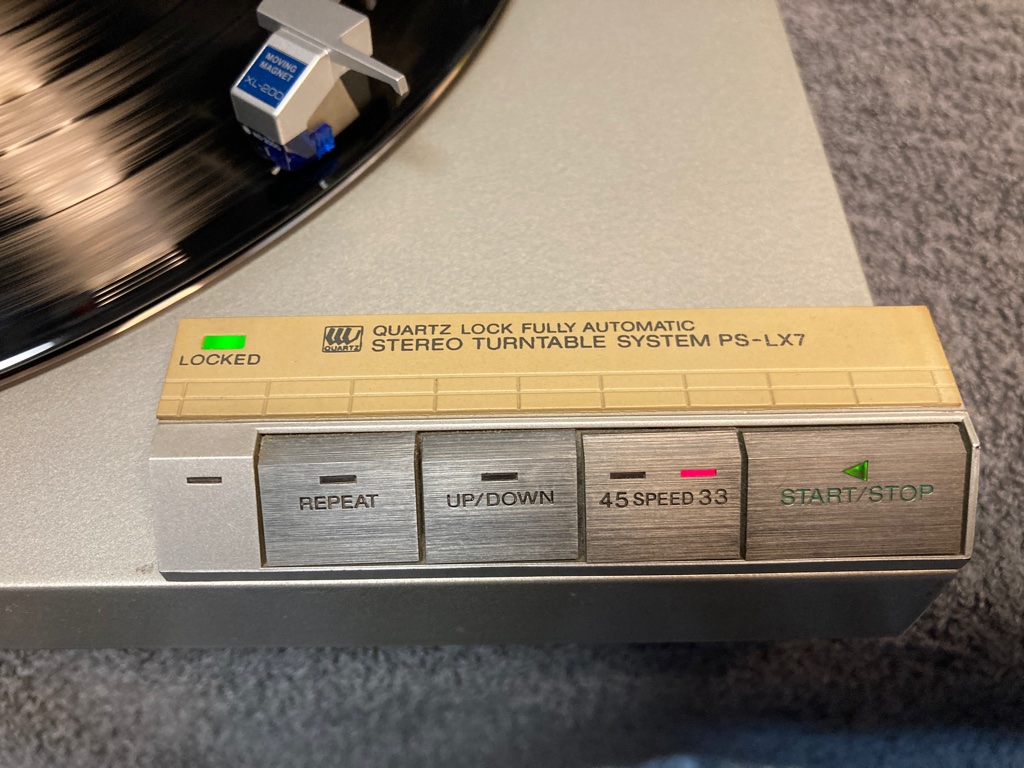 MOVING
MAGNET
XL-200
LOCKED
QUARTZ
QUARTZ LOCK FULLY AUTOMATIC
STEREO TURNTABLE SYSTEM PS-LX7
REPEAT
UP/DOWN
45 SPEED 33
START/STOP